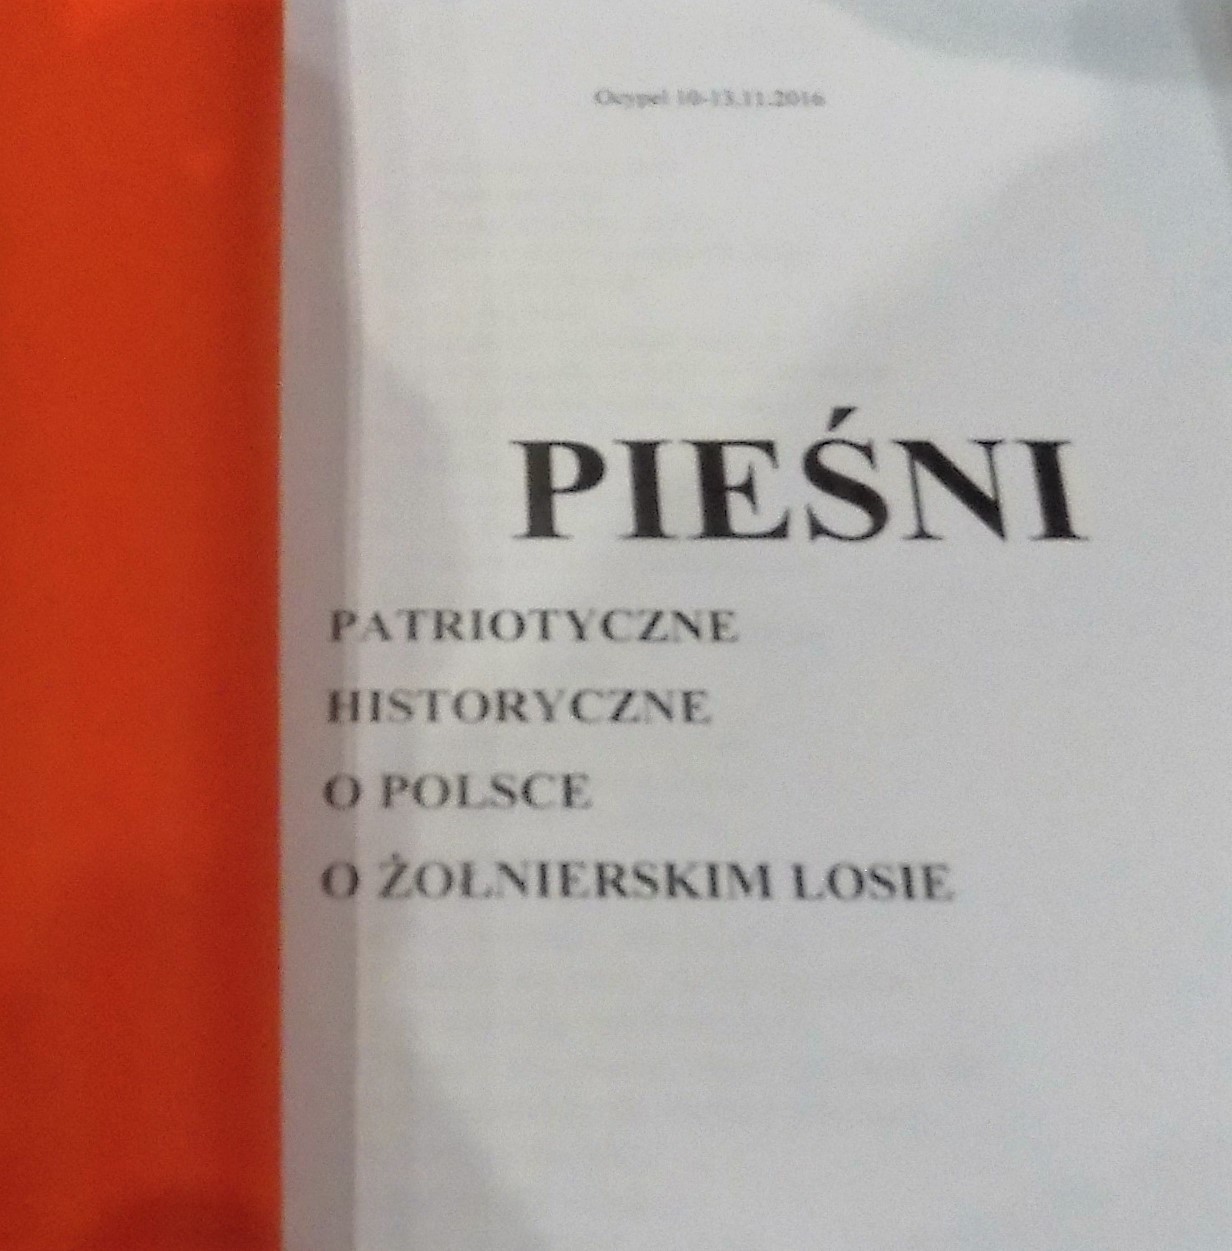 Ocypel 10-13.11.2016
PIEŚNI
PATRIOTYCZNE
HISTORYCZNE
O POLSCE
O ŻOŁNIERSKIM LOSIE